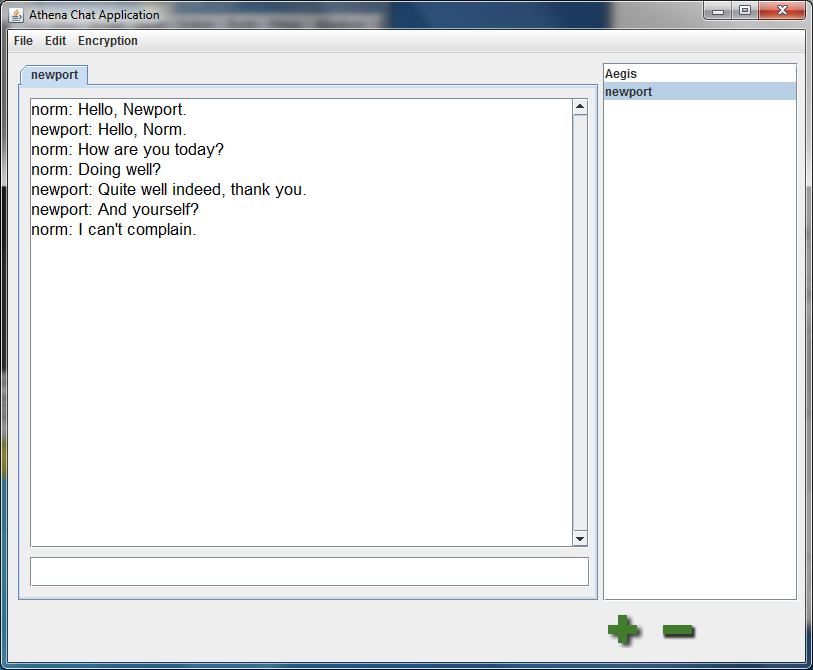 Athena Chat Application
File Edit Encryption
newport
norm: Hello, Newport.
newport: Hello, Norm.
norm: How are you today?
norm: Doing well?
newport: Quite well indeed, thank you.
newport: And yourself?
norm: I can't complain.
Aegis
newport